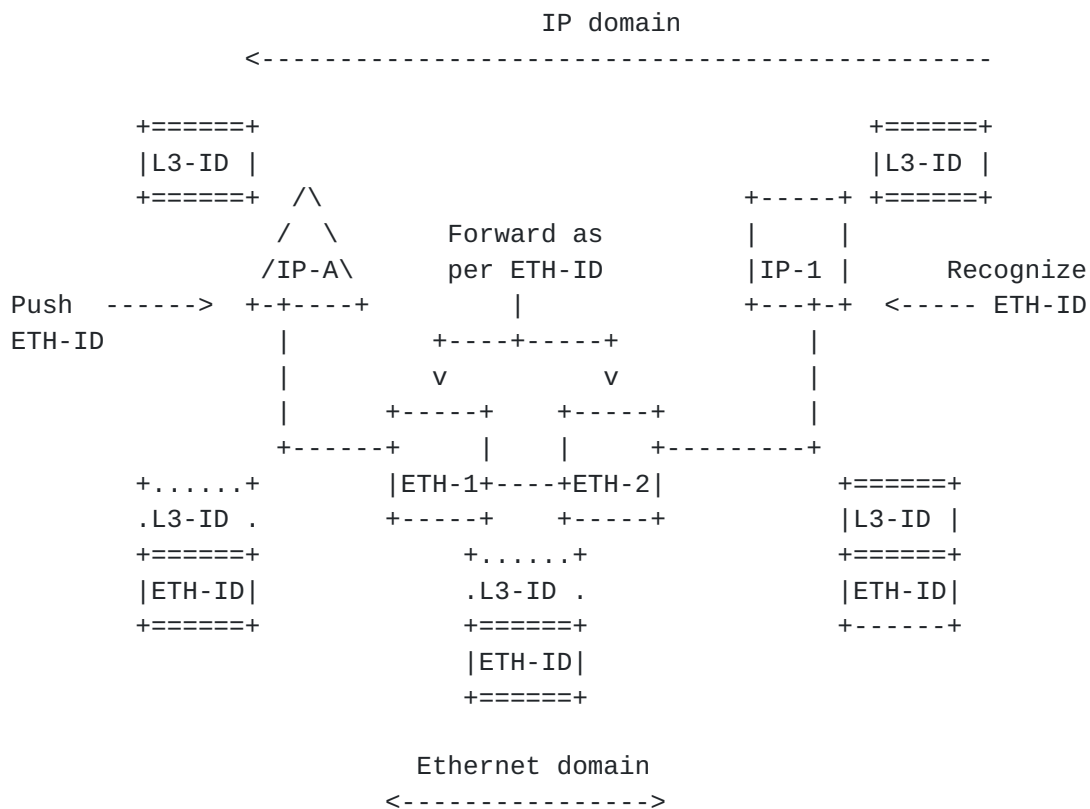 IP domain
<-----------------------------------------------
+======+ +======+
|L3-ID | |L3-ID |
+======+ /\ +-----+ +======+
/ \ Forward as | |
/IP-A\ per ETH-ID |IP-1 | Recognize
Push ------> +-+----+ | +---+-+ <----- ETH-ID
ETH-ID | +----+-----+ |
| v v |
| +-----+ +-----+ |
+------+ | | +---------+
+......+ |ETH-1+----+ETH-2| +======+
.L3-ID . +-----+ +-----+ |L3-ID |
+======+ +......+ +======+
|ETH-ID| .L3-ID . |ETH-ID|
+======+ +======+ +------+
|ETH-ID|
+======+
Ethernet domain
<---------------->